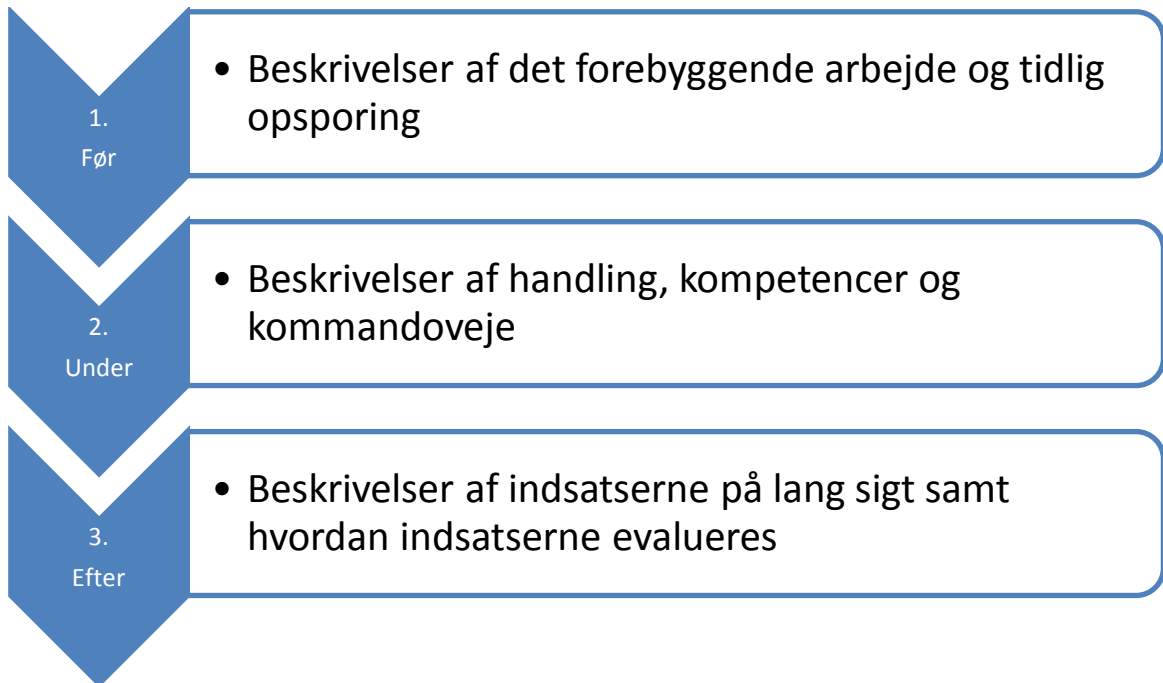 1.
Før
• Beskrivelser af det forebyggende arbejde og tidlig
opsporing
2.
Under
• Beskrivelser af handling, kompetencer og
kommandoveje
3.
Efter
• Beskrivelser af indsatserne på lang sigt samt
hvordan indsatserne evalueres